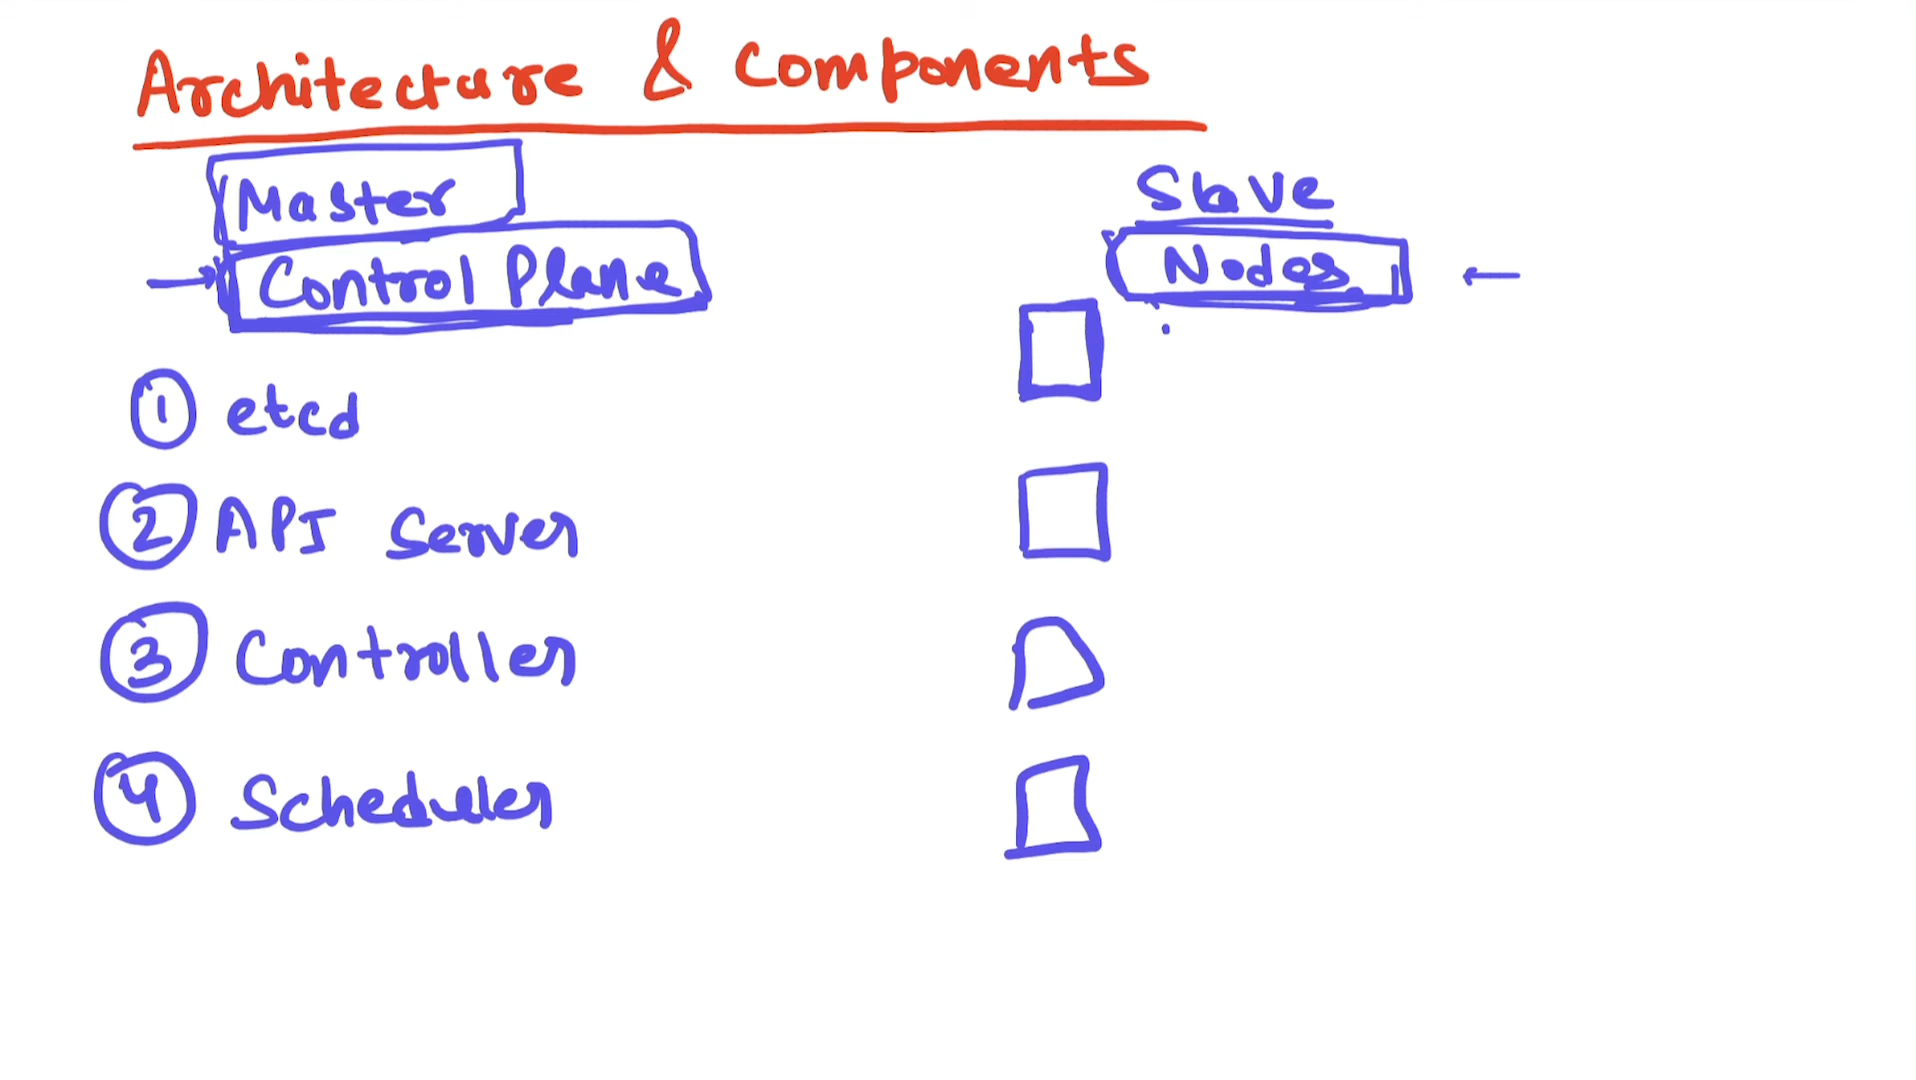 Architecture & Components
Master
Control Plane
Slave
Nodes
1 etcd
2 API Server
3 Controller
4 Scheduler